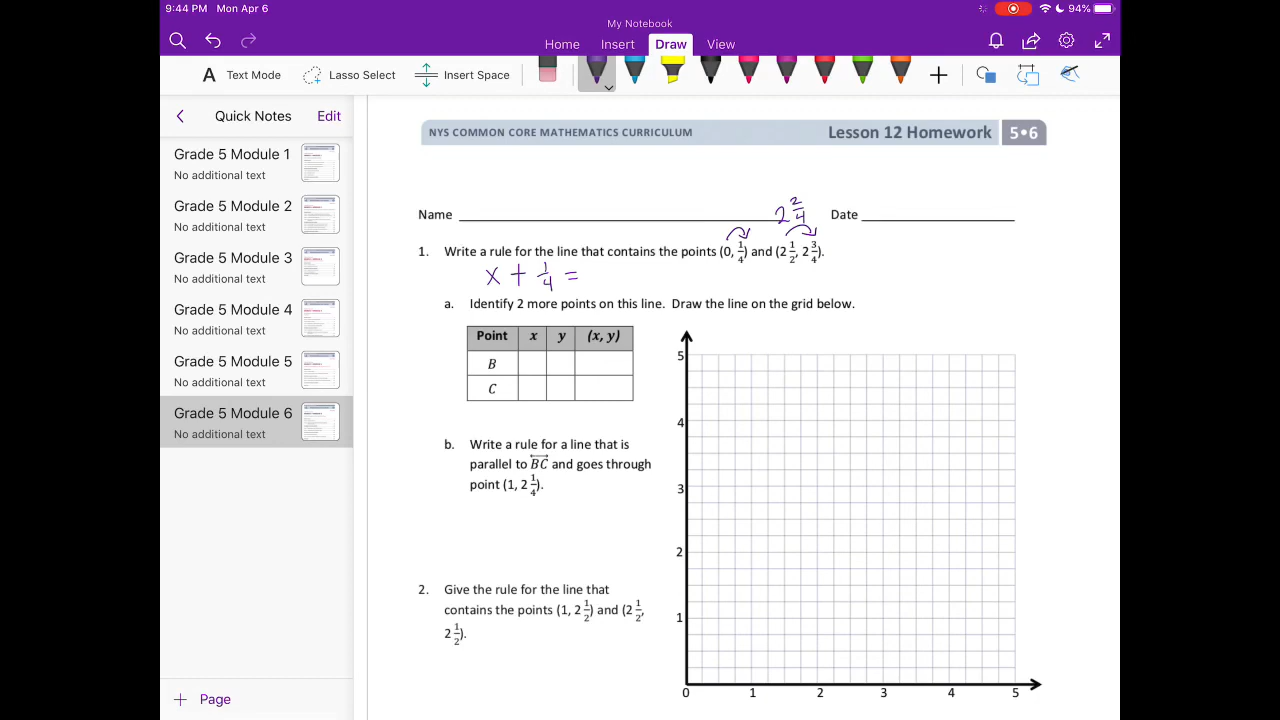 9:44 PM Mon Apr 6
94%
My Notebook
Home Insert Draw View
Text Mode Lasso Select Insert Space
Quick Notes Edit
Grade 5 Module 1
No additional text
Grade 5 Module 2
No additional text
Grade 5 Module 3
No additional text
Grade 5 Module 4
No additional text
Grade 5 Module 5
No additional text
Grade 5 Module 6
No additional text
+ Page
NYS COMMON CORE MATHEMATICS CURRICULUM Lesson 12 Homework 5•6
2 2/4
Name Date
1. Write a rule for the line that contains the points (0, 1/4) and (2 1/2, 2 3/4).
x + 1/4 =
a. Identify 2 more points on this line. Draw the line on the grid below.
Point x y (x, y)
B
C
b. Write a rule for a line that is
parallel to BC and goes through
point (1, 2 1/4).
2. Give the rule for the line that
contains the points (1, 2 1/2) and (2 1/2,
2 1/2).
5
4
3
2
1
0 1 2 3 4 5